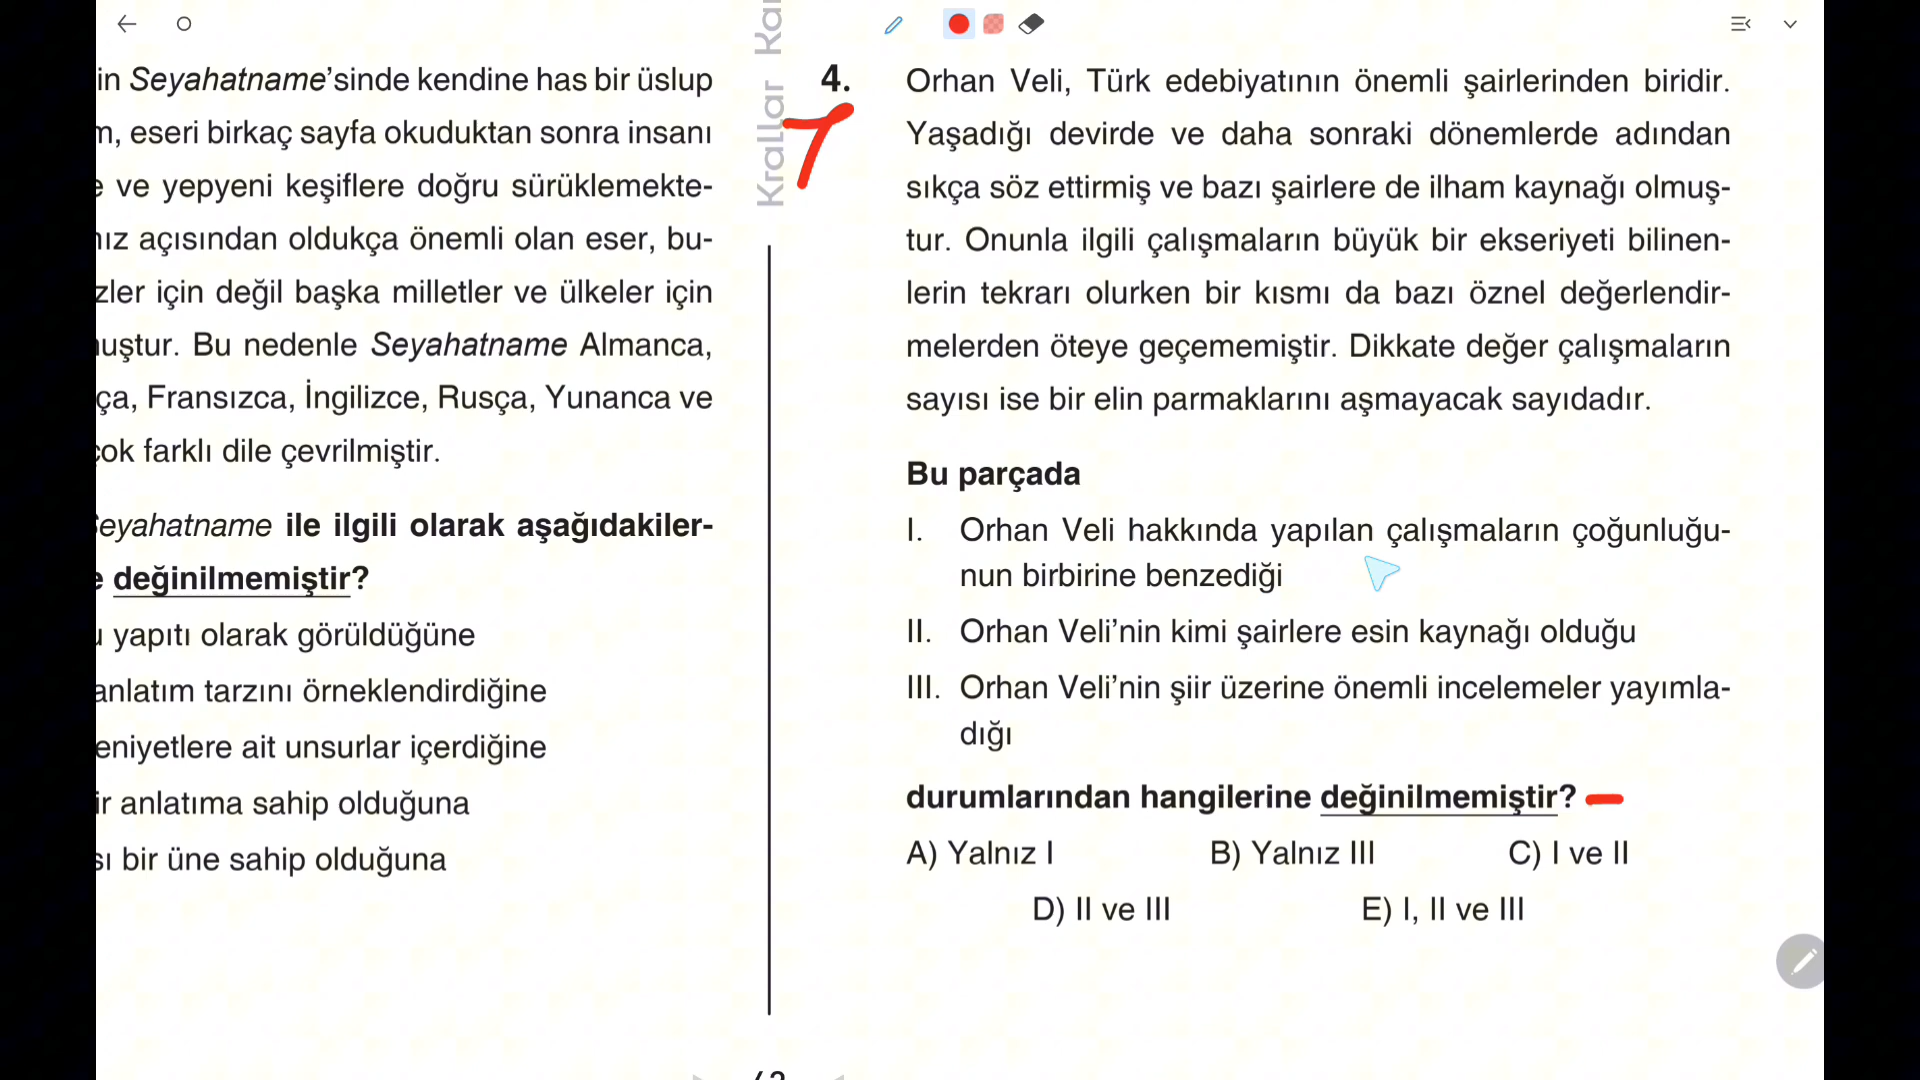 in Seyahatname'sinde kendine has bir üslup
m, eseri birkaç sayfa okuduktan sonra insanı
e ve yepyeni keşiflere doğru sürüklemekte-
ız açısından oldukça önemli olan eser, bu-
zler için değil başka milletler ve ülkeler için
uştur. Bu nedenle Seyahatname Almanca,
ça, Fransızca, İngilizce, Rusça, Yunanca ve
çok farklı dile çevrilmiştir.
Seyahatname ile ilgili olarak aşağıdakiler-
e değinilmemiştir?
u yapıtı olarak görüldüğüne
anlatım tarzını örneklendirdiğine
eniyetlere ait unsurlar içerdiğine
ir anlatıma sahip olduğuna
sı bir üne sahip olduğuna
Krallar
4.
Orhan Veli, Türk edebiyatının önemli şairlerinden biridir.
Yaşadığı devirde ve daha sonraki dönemlerde adından
sıkça söz ettirmiş ve bazı şairlere de ilham kaynağı olmuş-
tur. Onunla ilgili çalışmaların büyük bir ekseriyeti bilinen-
lerin tekrarı olurken bir kısmı da bazı öznel değerlendir-
melerden öteye geçememiştir. Dikkate değer çalışmaların
sayısı ise bir elin parmaklarını aşmayacak sayıdadır.
Bu parçada
I. Orhan Veli hakkında yapılan çalışmaların çoğunluğu-
nun birbirine benzediği
II. Orhan Veli'nin kimi şairlere esin kaynağı olduğu
III. Orhan Veli'nin şiir üzerine önemli incelemeler yayımla-
dığı
durumlarından hangilerine değinilmemiştir?
A) Yalnız I B) Yalnız III C) I ve II
D) II ve III E) I, II ve III